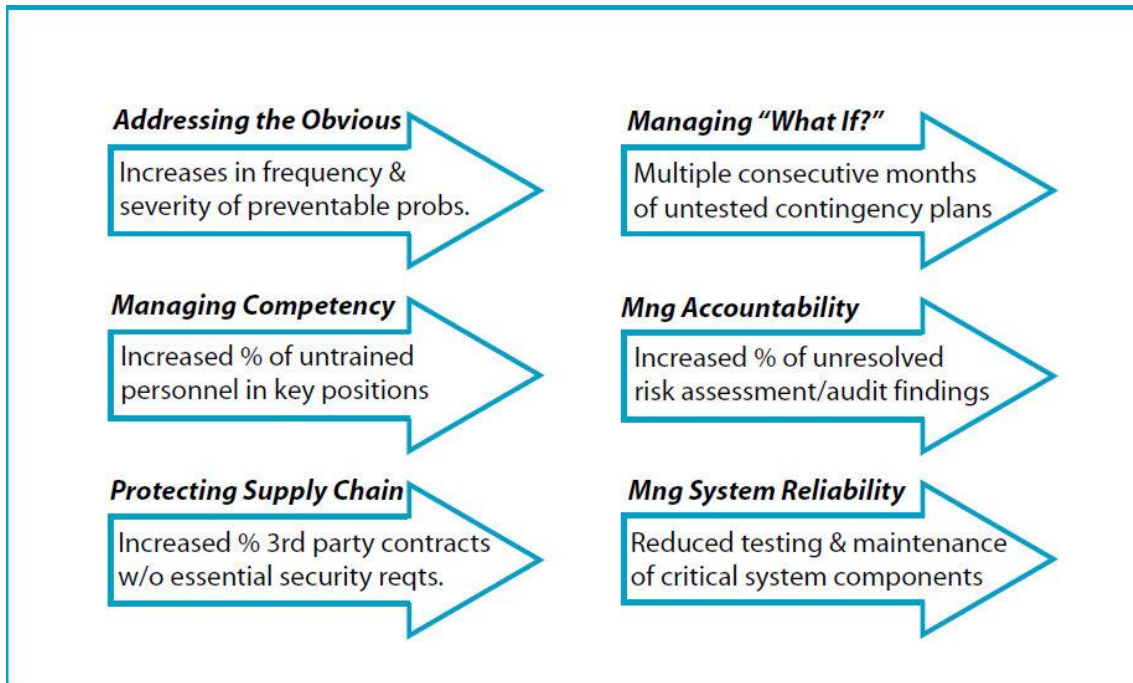 Addressing the Obvious
Increases in frequency &
severity of preventable probs.
Managing “What If?”
Multiple consecutive months
of untested contingency plans
Managing Competency
Increased % of untrained
personnel in key positions
Mng Accountability
Increased % of unresolved
risk assessment/audit findings
Protecting Supply Chain
Increased % 3rd party contracts
w/o essential security reqts.
Mng System Reliability
Reduced testing & maintenance
of critical system components